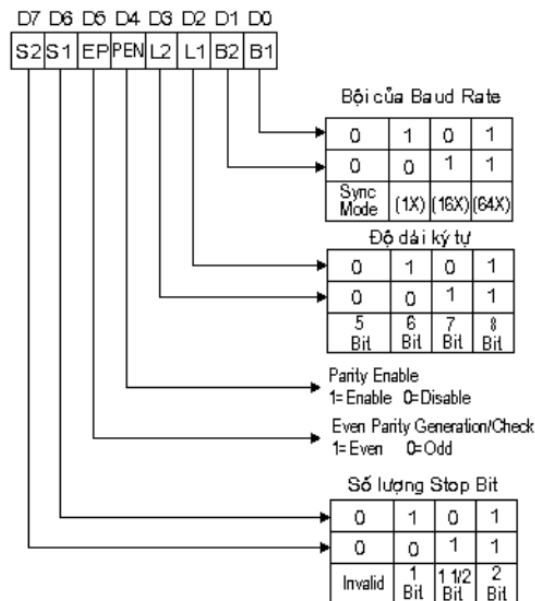 D7 D6 D5 D4 D3 D2 D1 D0
S2 S1 EP PEN L2 L1 B2 B1
Bội của Baud Rate
0 1 0 1
0 0 1 1
Sync Mode (1X) (16X) (64X)
Độ dài ký tự
0 1 0 1
0 0 1 1
5 Bit 6 Bit 7 Bit 8 Bit
Parity Enable
1=Enable 0=Disable
Even Parity Generation/Check
1=Even 0=Odd
Số lượng Stop Bit
0 1 0 1
0 0 1 1
Invalid 1 Bit 1 1/2 Bit 2 Bit